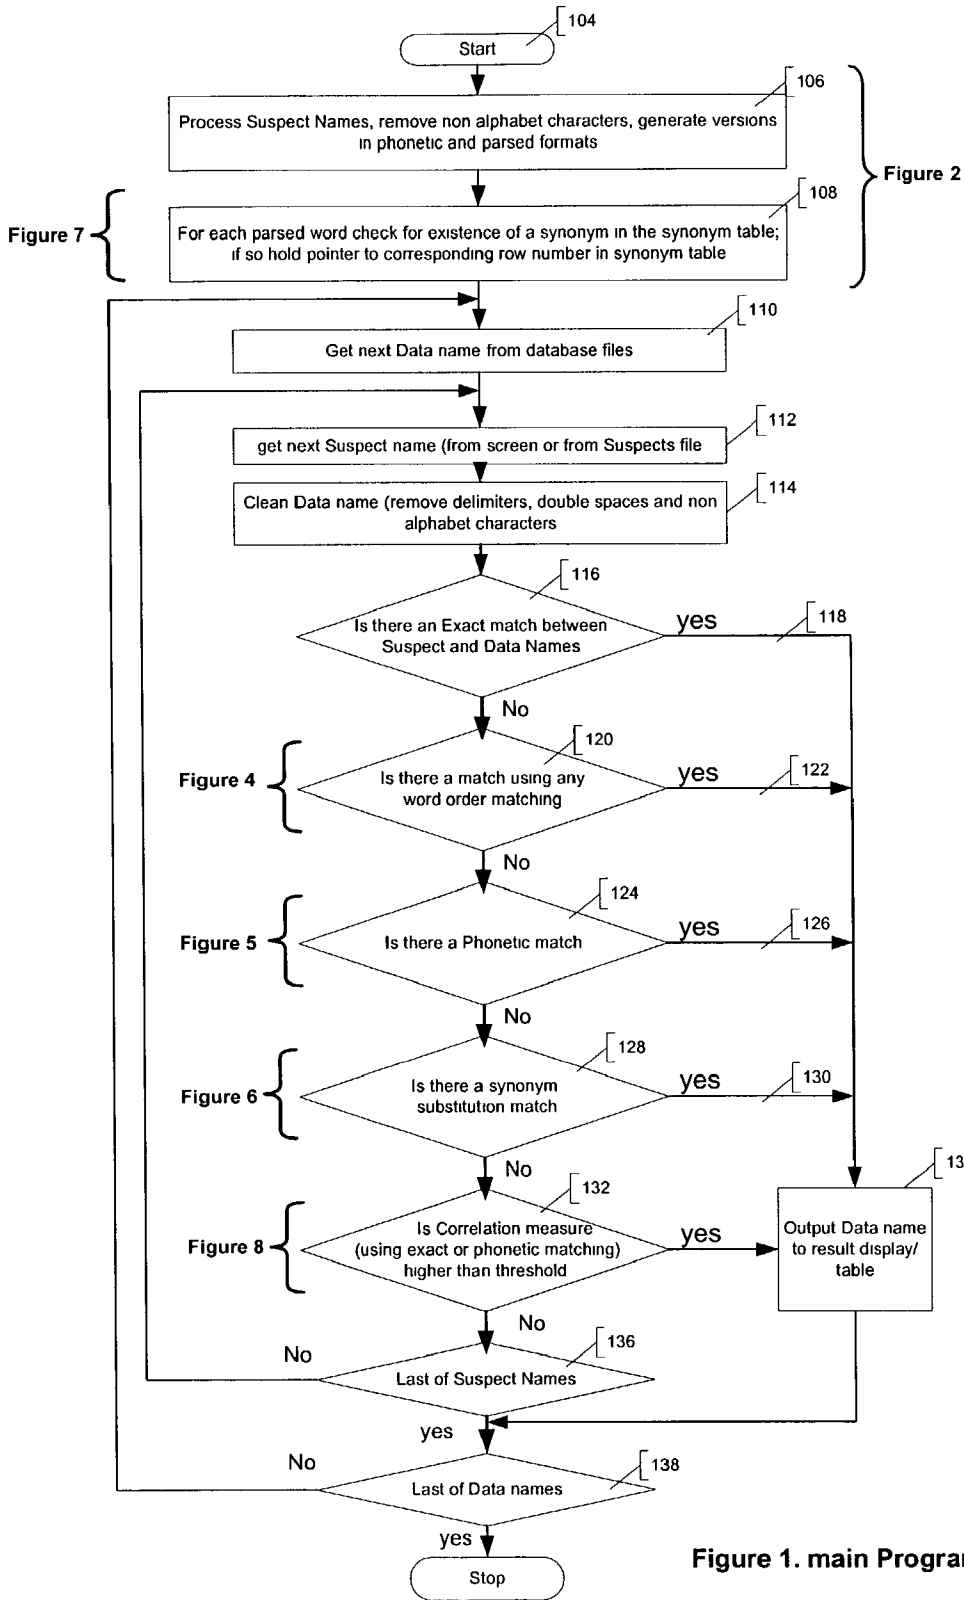 104
Start
106
Process Suspect Names, remove non alphabet characters, generate versions
in phonetic and parsed formats
Figure 2
108
Figure 7
For each parsed word check for existence of a synonym in the synonym table;
if so hold pointer to corresponding row number in synonym table
110
Get next Data name from database files
112
get next Suspect name (from screen or from Suspects file
114
Clean Data name (remove delimiters, double spaces and non
alphabet characters
116
Is there an Exact match between
Suspect and Data Names
yes
118
No
120
Figure 4
Is there a match using any
word order matching
yes
122
No
124
Figure 5
Is there a Phonetic match
yes
126
No
128
Figure 6
Is there a synonym
substitution match
yes
130
No
132
13
Figure 8
Is Correlation measure
(using exact or phonetic matching)
higher than threshold
yes
Output Data name
to result display/
table
No
136
No
Last of Suspect Names
yes
138
No
Last of Data names
yes
Stop
Figure 1. main Progra